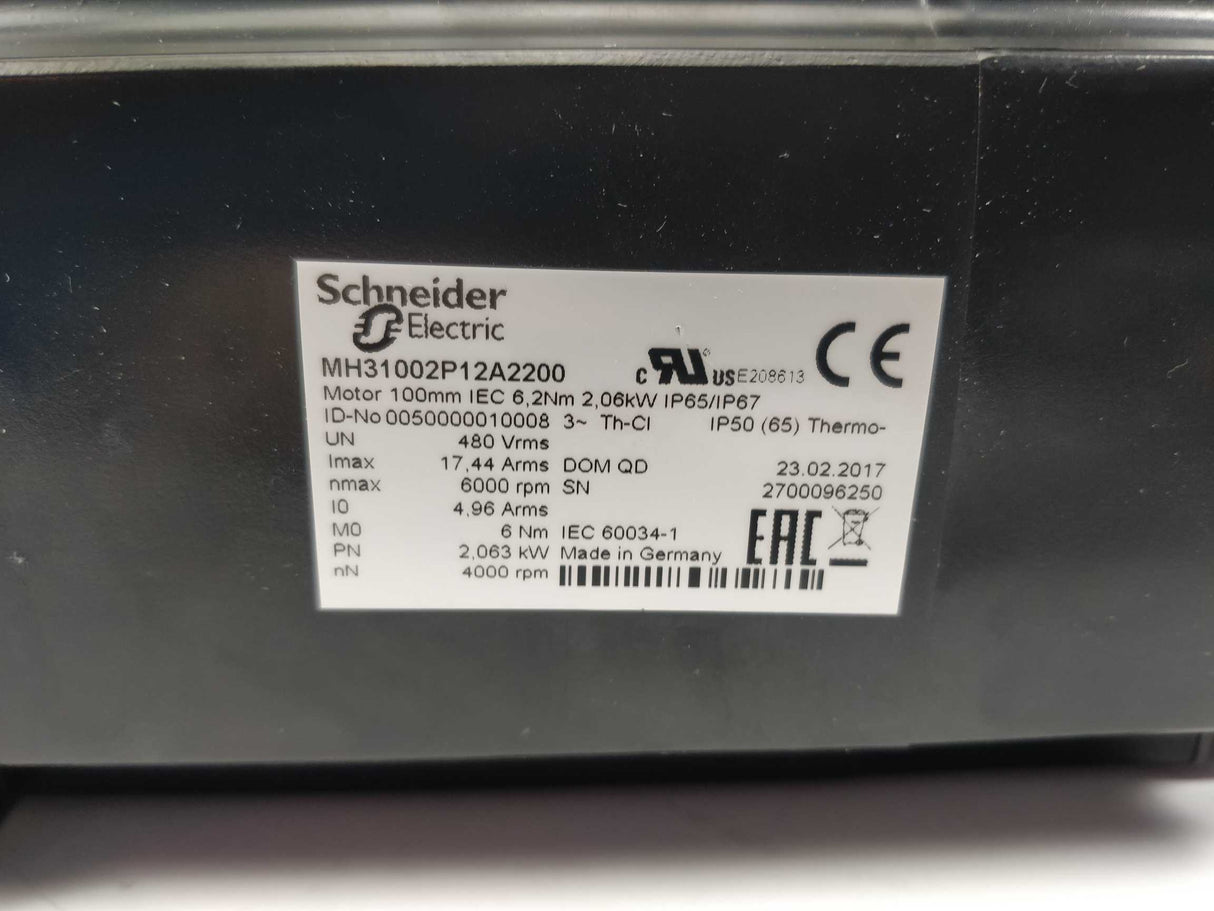 Schneider
Electric
MH31002P12A2200
c RU US E208613 CE
Motor 100mm IEC 6,2Nm 2,06kW IP65/IP67
ID-No 0050000010008 3~ Th-Cl IP50 (65) Thermo-
UN 480 Vrms
Imax 17,44 Arms DOM QD 23.02.2017
nmax 6000 rpm SN 2700096250
I0 4,96 Arms
M0 6 Nm IEC 60034-1 EAC
PN 2,063 kW Made in Germany
nN 4000 rpm